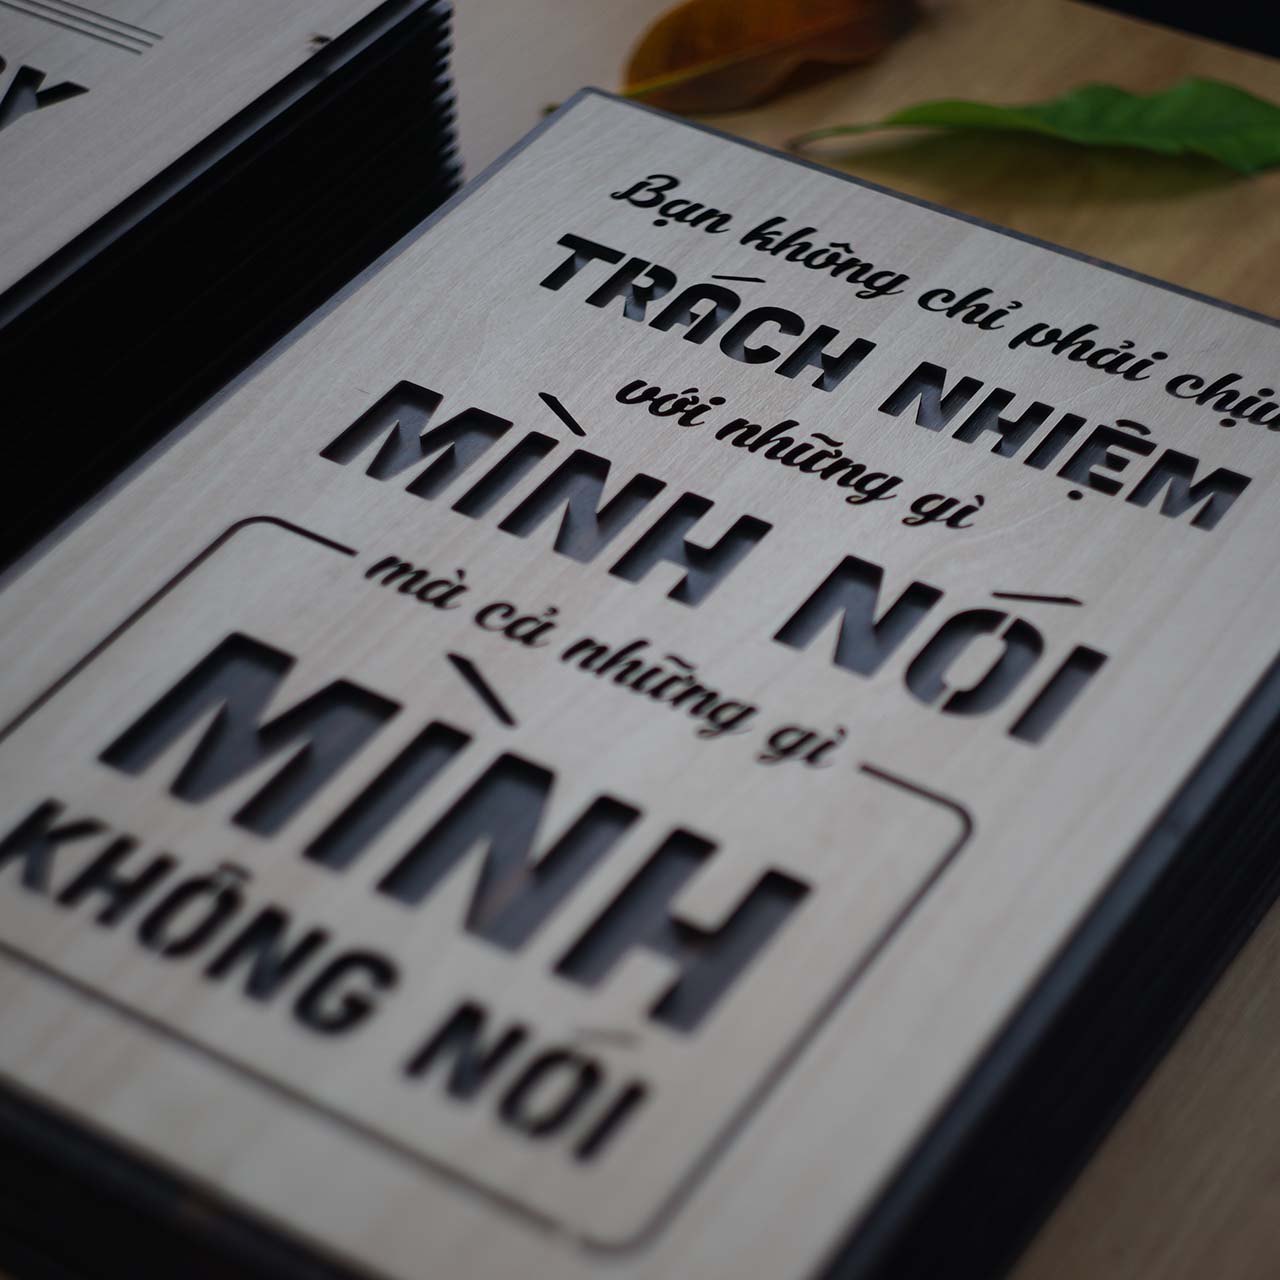 Bạn không chỉ phải chịu
TRÁCH NHIỆM
với những gì
MÌNH NÓI
mà cả những gì
MÌNH
KHÔNG NÓI